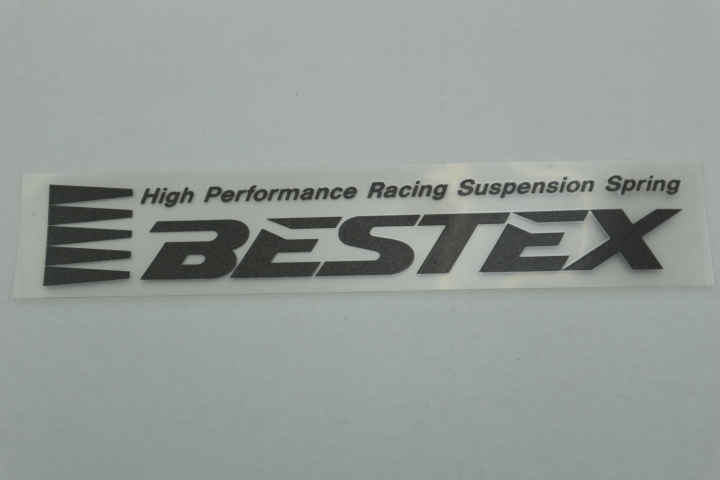 High Performance Racing Suspension Spring
BESTEX